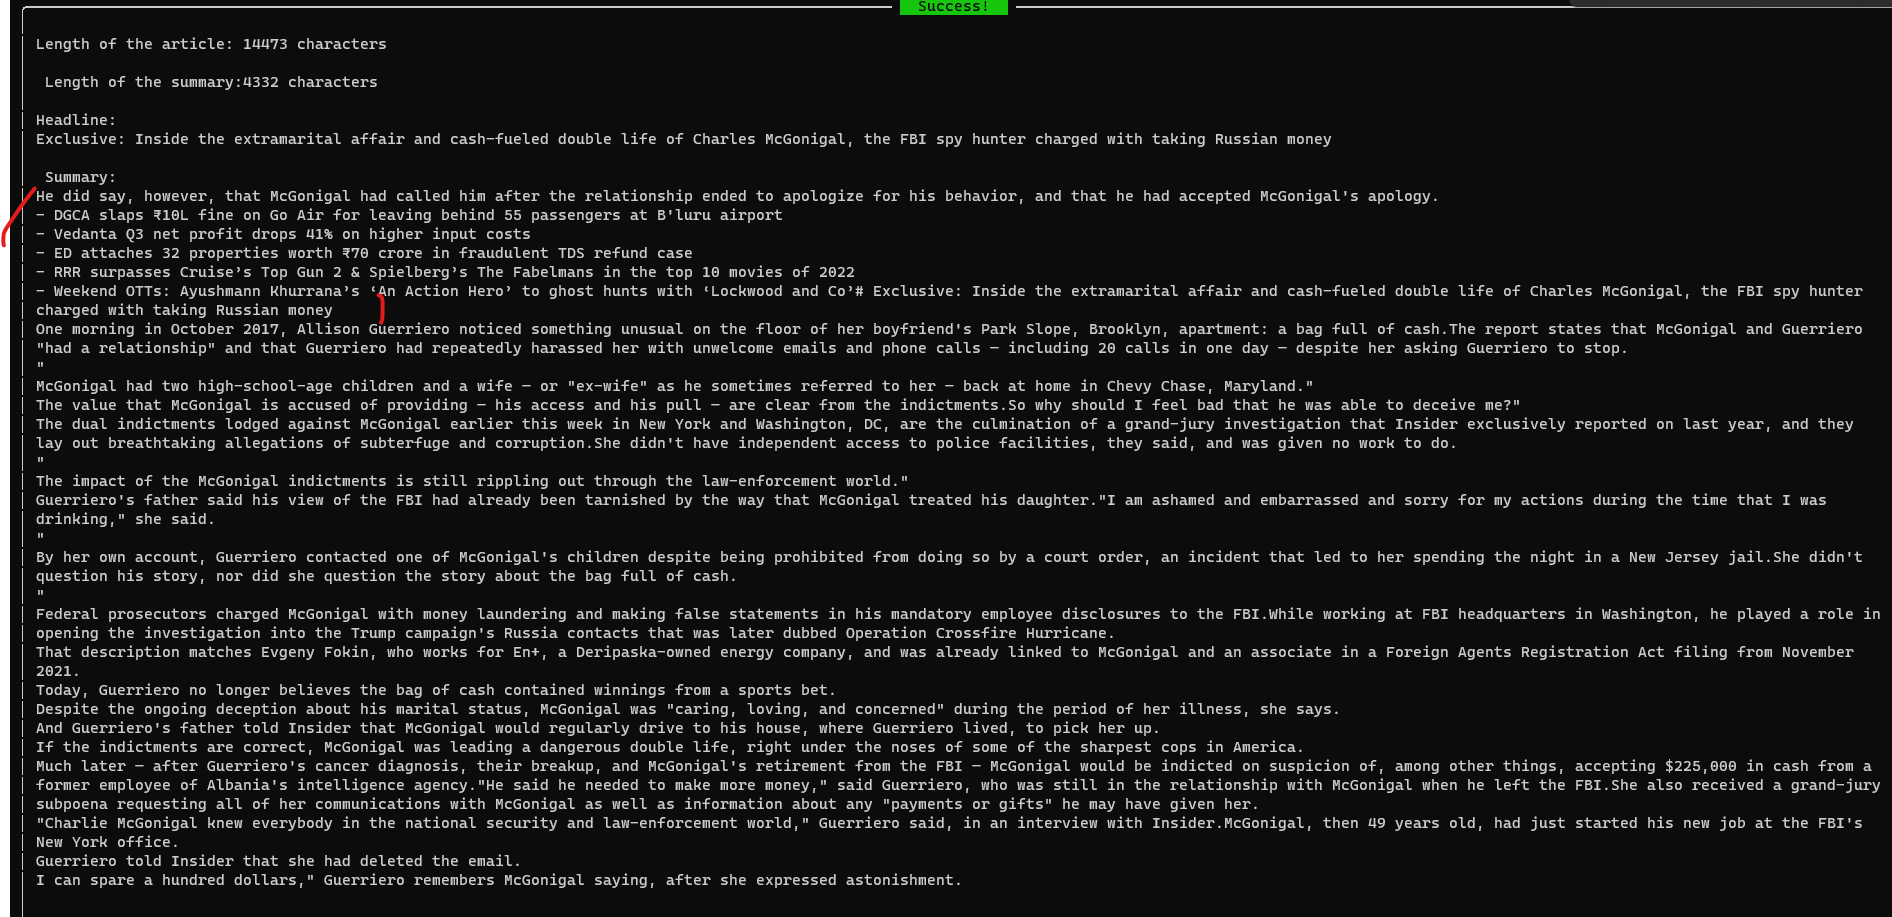 Success!
Length of the article: 14473 characters
Length of the summary:4332 characters
Headline:
Exclusive: Inside the extramarital affair and cash-fueled double life of Charles McGonigal, the FBI spy hunter charged with taking Russian money
Summary:
He did say, however, that McGonigal had called him after the relationship ended to apologize for his behavior, and that he had accepted McGonigal's apology.
- DGCA slaps ₹10L fine on Go Air for leaving behind 55 passengers at B'luru airport
- Vedanta Q3 net profit drops 41% on higher input costs
- ED attaches 32 properties worth ₹70 crore in fraudulent TDS refund case
- RRR surpasses Cruise’s Top Gun 2 & Spielberg’s The Fabelmans in the top 10 movies of 2022
- Weekend OTTs: Ayushmann Khurrana’s ‘An Action Hero’ to ghost hunts with ‘Lockwood and Co’# Exclusive: Inside the extramarital affair and cash-fueled double life of Charles McGonigal, the FBI spy hunter
charged with taking Russian money
One morning in October 2017, Allison Guerriero noticed something unusual on the floor of her boyfriend's Park Slope, Brooklyn, apartment: a bag full of cash.The report states that McGonigal and Guerriero
"had a relationship" and that Guerriero had repeatedly harassed her with unwelcome emails and phone calls — including 20 calls in one day — despite her asking Guerriero to stop.
"
McGonigal had two high-school-age children and a wife — or "ex-wife" as he sometimes referred to her — back at home in Chevy Chase, Maryland."
The value that McGonigal is accused of providing — his access and his pull — are clear from the indictments.So why should I feel bad that he was able to deceive me?"
The dual indictments lodged against McGonigal earlier this week in New York and Washington, DC, are the culmination of a grand-jury investigation that Insider exclusively reported on last year, and they
lay out breathtaking allegations of subterfuge and corruption.She didn't have independent access to police facilities, they said, and was given no work to do.
"
The impact of the McGonigal indictments is still rippling out through the law-enforcement world."
Guerriero's father said his view of the FBI had already been tarnished by the way that McGonigal treated his daughter."I am ashamed and embarrassed and sorry for my actions during the time that I was
drinking," she said.
"
By her own account, Guerriero contacted one of McGonigal's children despite being prohibited from doing so by a court order, an incident that led to her spending the night in a New Jersey jail.She didn't
question his story, nor did she question the story about the bag full of cash.
"
Federal prosecutors charged McGonigal with money laundering and making false statements in his mandatory employee disclosures to the FBI.While working at FBI headquarters in Washington, he played a role in
opening the investigation into the Trump campaign's Russia contacts that was later dubbed Operation Crossfire Hurricane.
That description matches Evgeny Fokin, who works for En+, a Deripaska-owned energy company, and was already linked to McGonigal and an associate in a Foreign Agents Registration Act filing from November
2021.
Today, Guerriero no longer believes the bag of cash contained winnings from a sports bet.
Despite the ongoing deception about his marital status, McGonigal was "caring, loving, and concerned" during the period of her illness, she says.
And Guerriero's father told Insider that McGonigal would regularly drive to his house, where Guerriero lived, to pick her up.
If the indictments are correct, McGonigal was leading a dangerous double life, right under the noses of some of the sharpest cops in America.
Much later — after Guerriero's cancer diagnosis, their breakup, and McGonigal's retirement from the FBI — McGonigal would be indicted on suspicion of, among other things, accepting $225,000 in cash from a
former employee of Albania's intelligence agency."He said he needed to make more money," said Guerriero, who was still in the relationship with McGonigal when he left the FBI.She also received a grand-jury
subpoena requesting all of her communications with McGonigal as well as information about any "payments or gifts" he may have given her.
"Charlie McGonigal knew everybody in the national security and law-enforcement world," Guerriero said, in an interview with Insider.McGonigal, then 49 years old, had just started his new job at the FBI's
New York office.
Guerriero told Insider that she had deleted the email.
I can spare a hundred dollars," Guerriero remembers McGonigal saying, after she expressed astonishment.